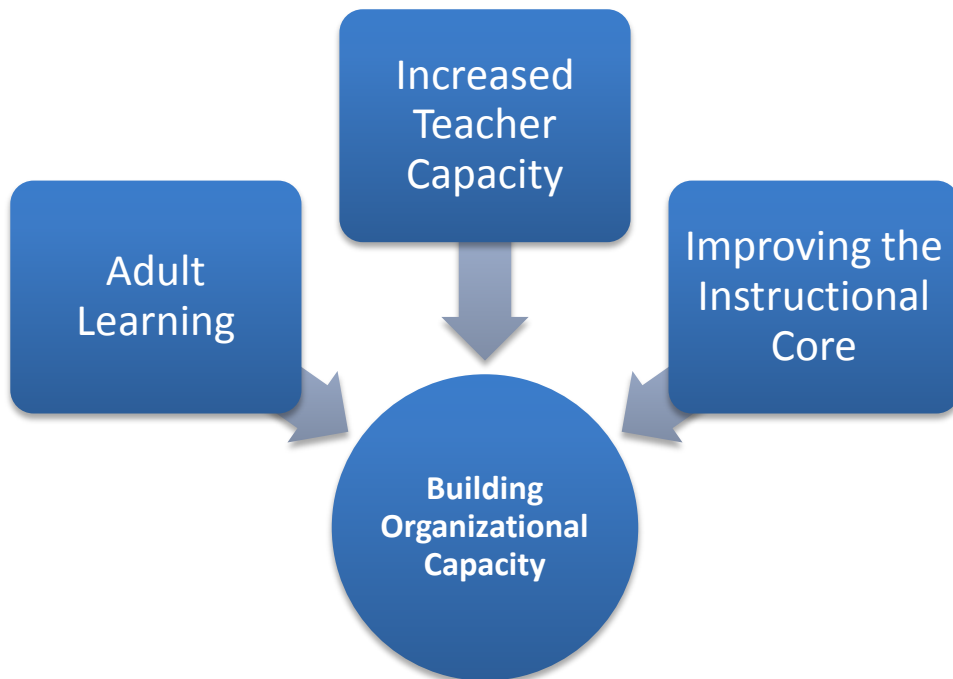 Increased
Teacher
Capacity
Adult
Learning
Improving the
Instructional
Core
Building
Organizational
Capacity